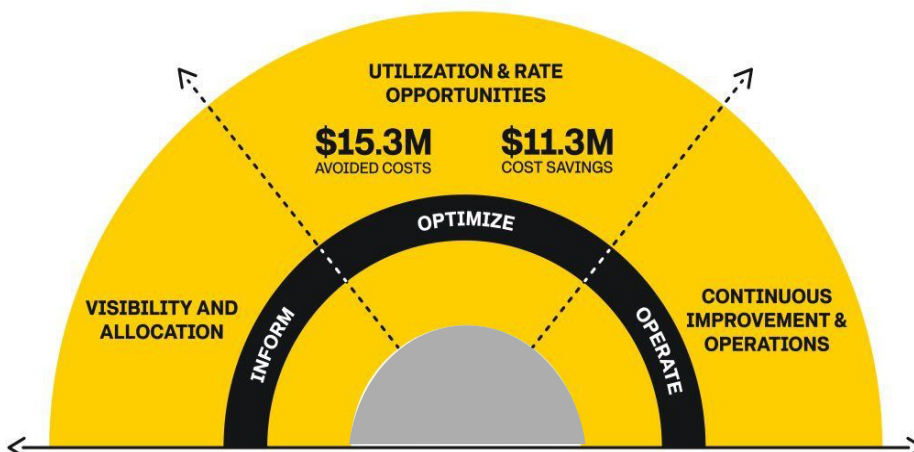 UTILIZATION & RATE
OPPORTUNITIES
$15.3M
AVOIDED COSTS
$11.3M
COST SAVINGS
OPTIMIZE
VISIBILITY AND
ALLOCATION
INFORM
OPERATE
CONTINUOUS
IMPROVEMENT &
OPERATIONS